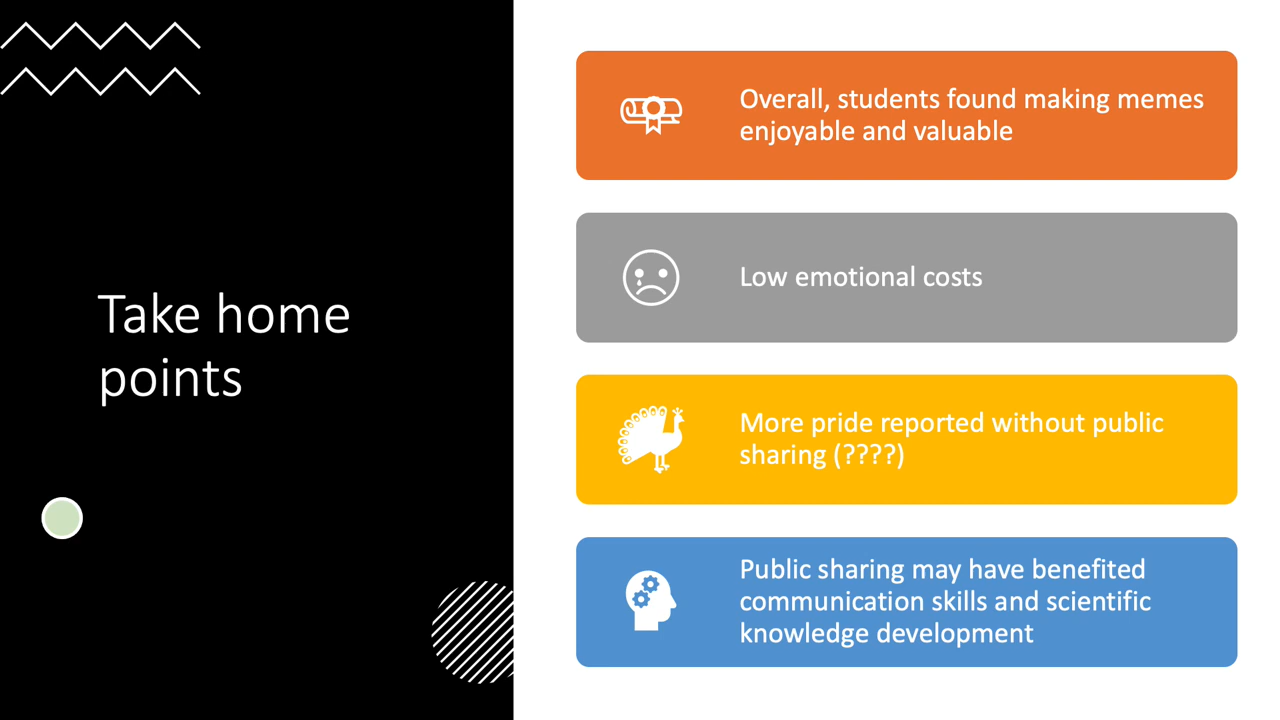 Take home
points
Overall, students found making memes
enjoyable and valuable
Low emotional costs
More pride reported without public
sharing (????)
Public sharing may have benefited
communication skills and scientific
knowledge development